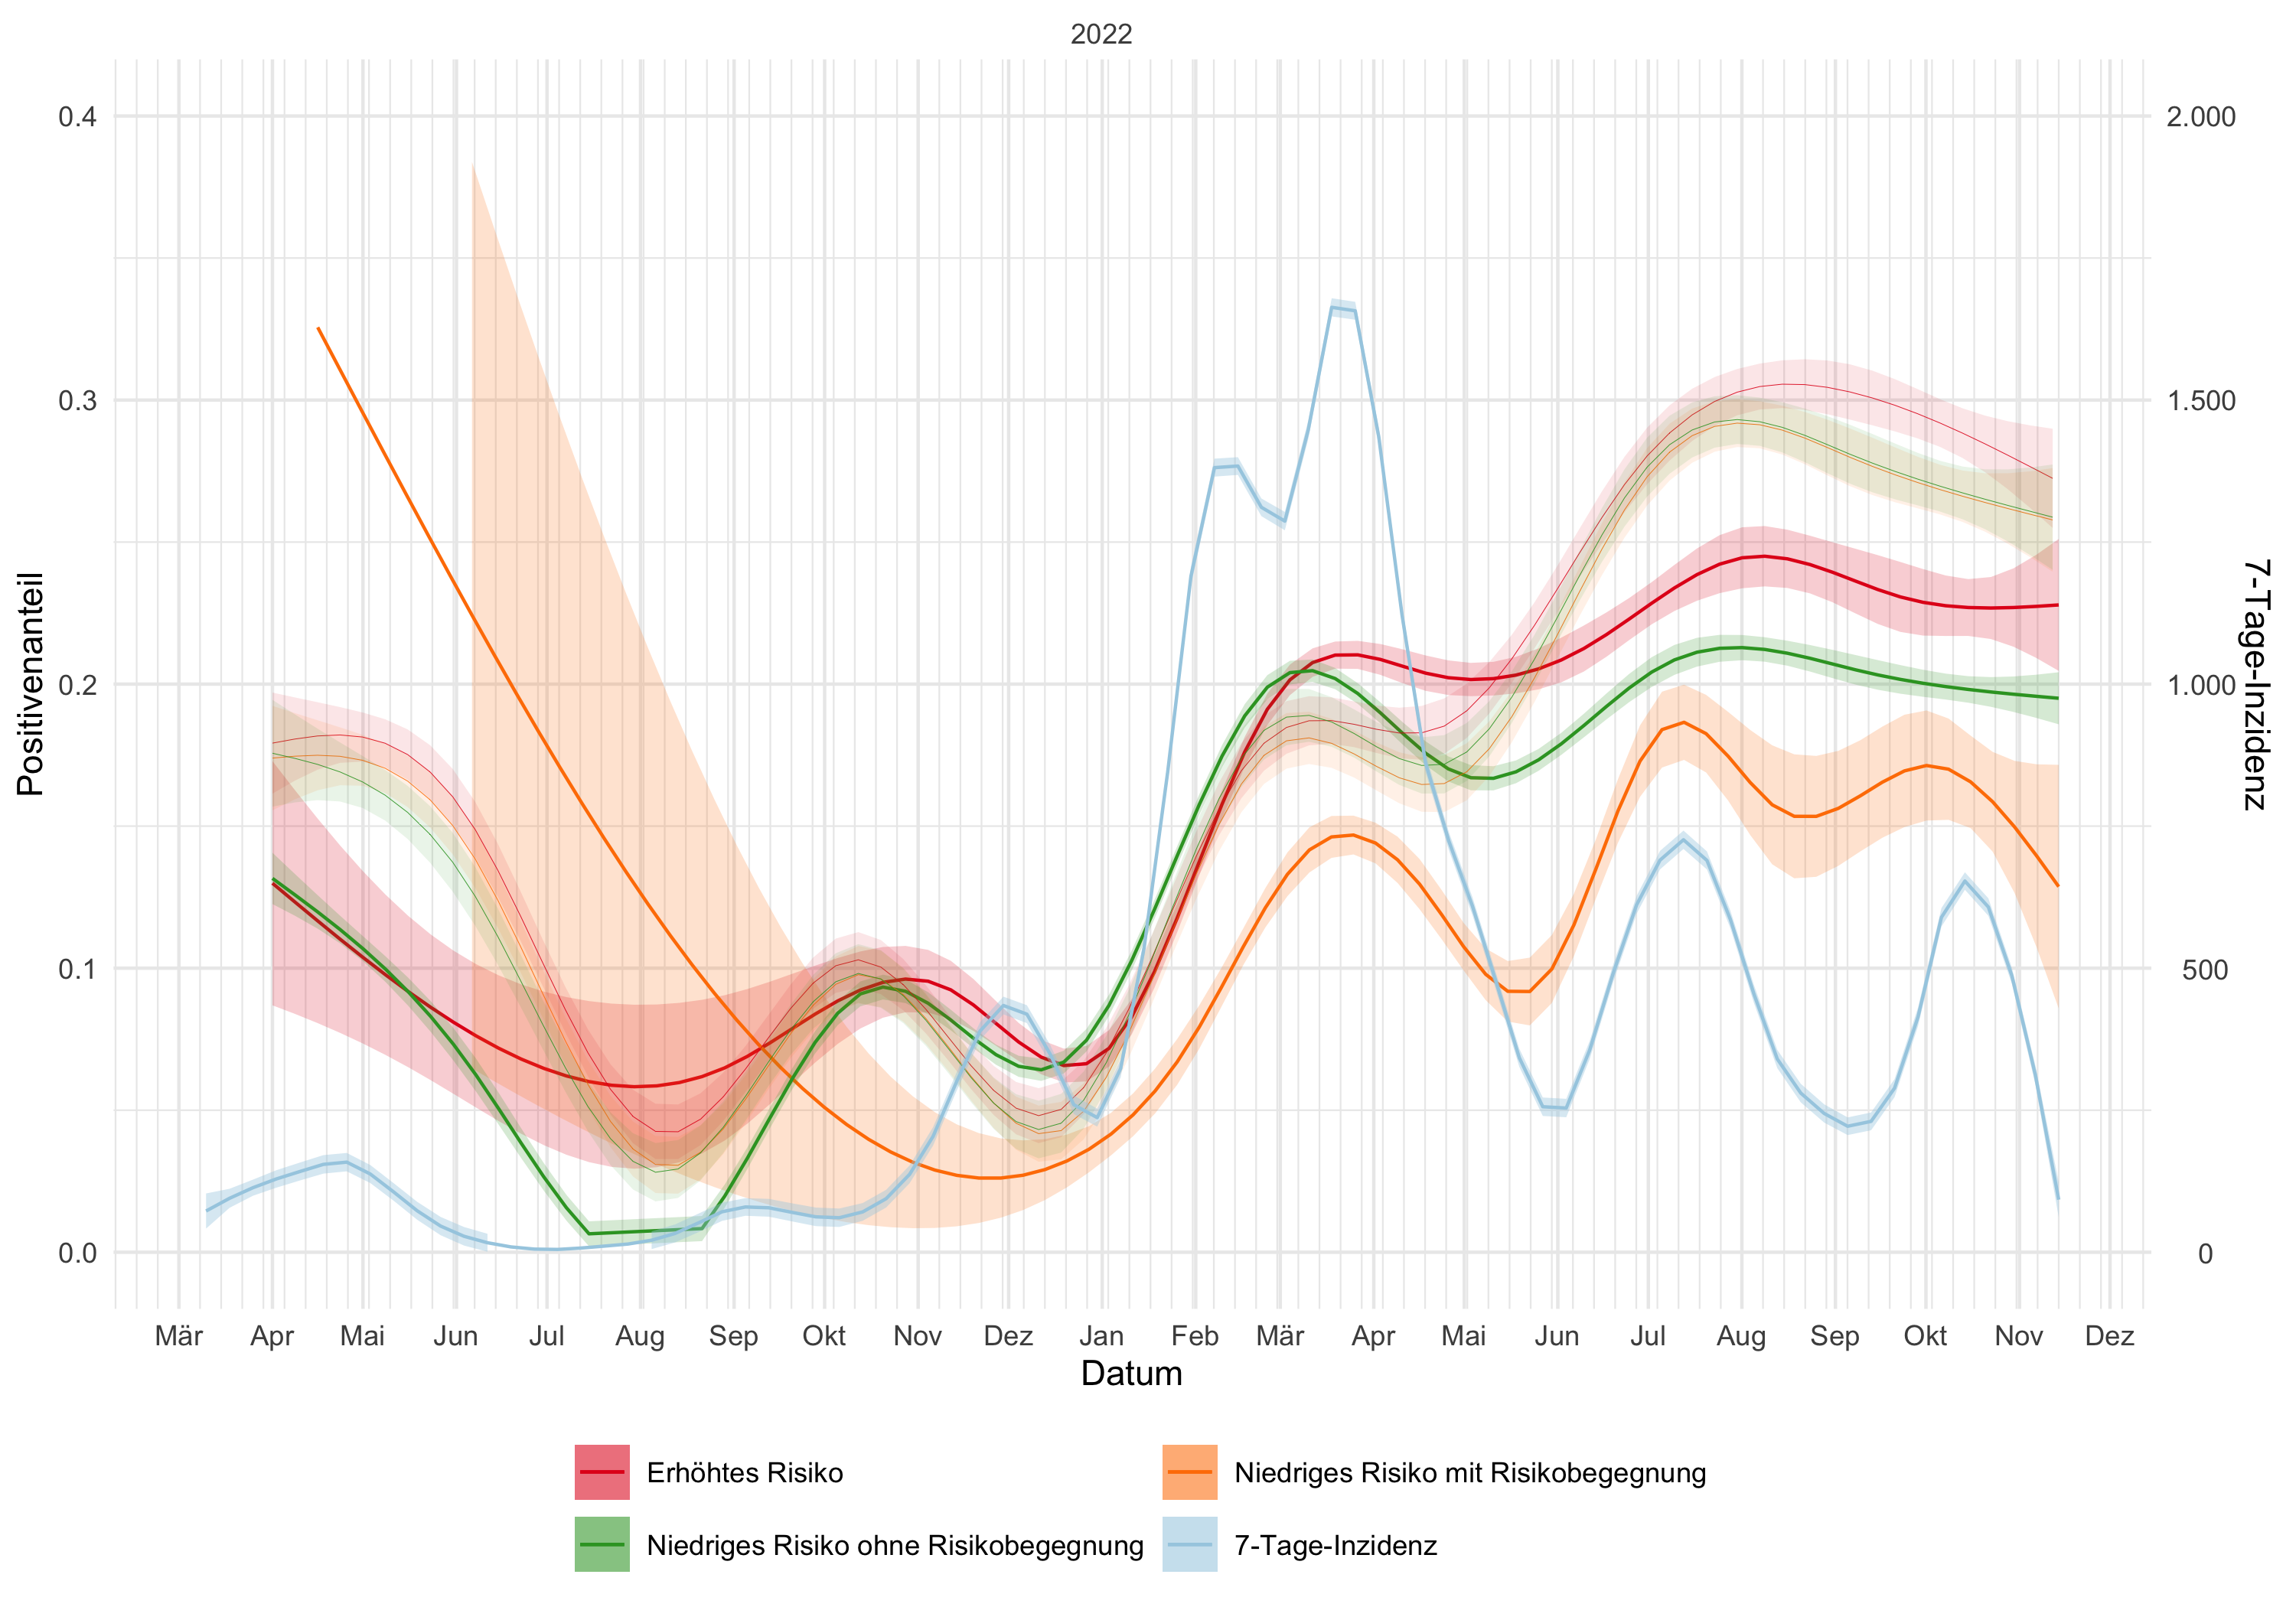 2022
0.4
0.3
0.2
0.1
0.0
Positivenanteil
2.000
1.500
1.000
500
0
7-Tage-Inzidenz
Mär Apr Mai Jun Jul Aug Sep Okt Nov Dez Jan Feb Mär Apr Mai Jun Jul Aug Sep Okt Nov Dez
Datum
Erhöhtes Risiko
Niedriges Risiko mit Risikobegegnung
Niedriges Risiko ohne Risikobegegnung
7-Tage-Inzidenz